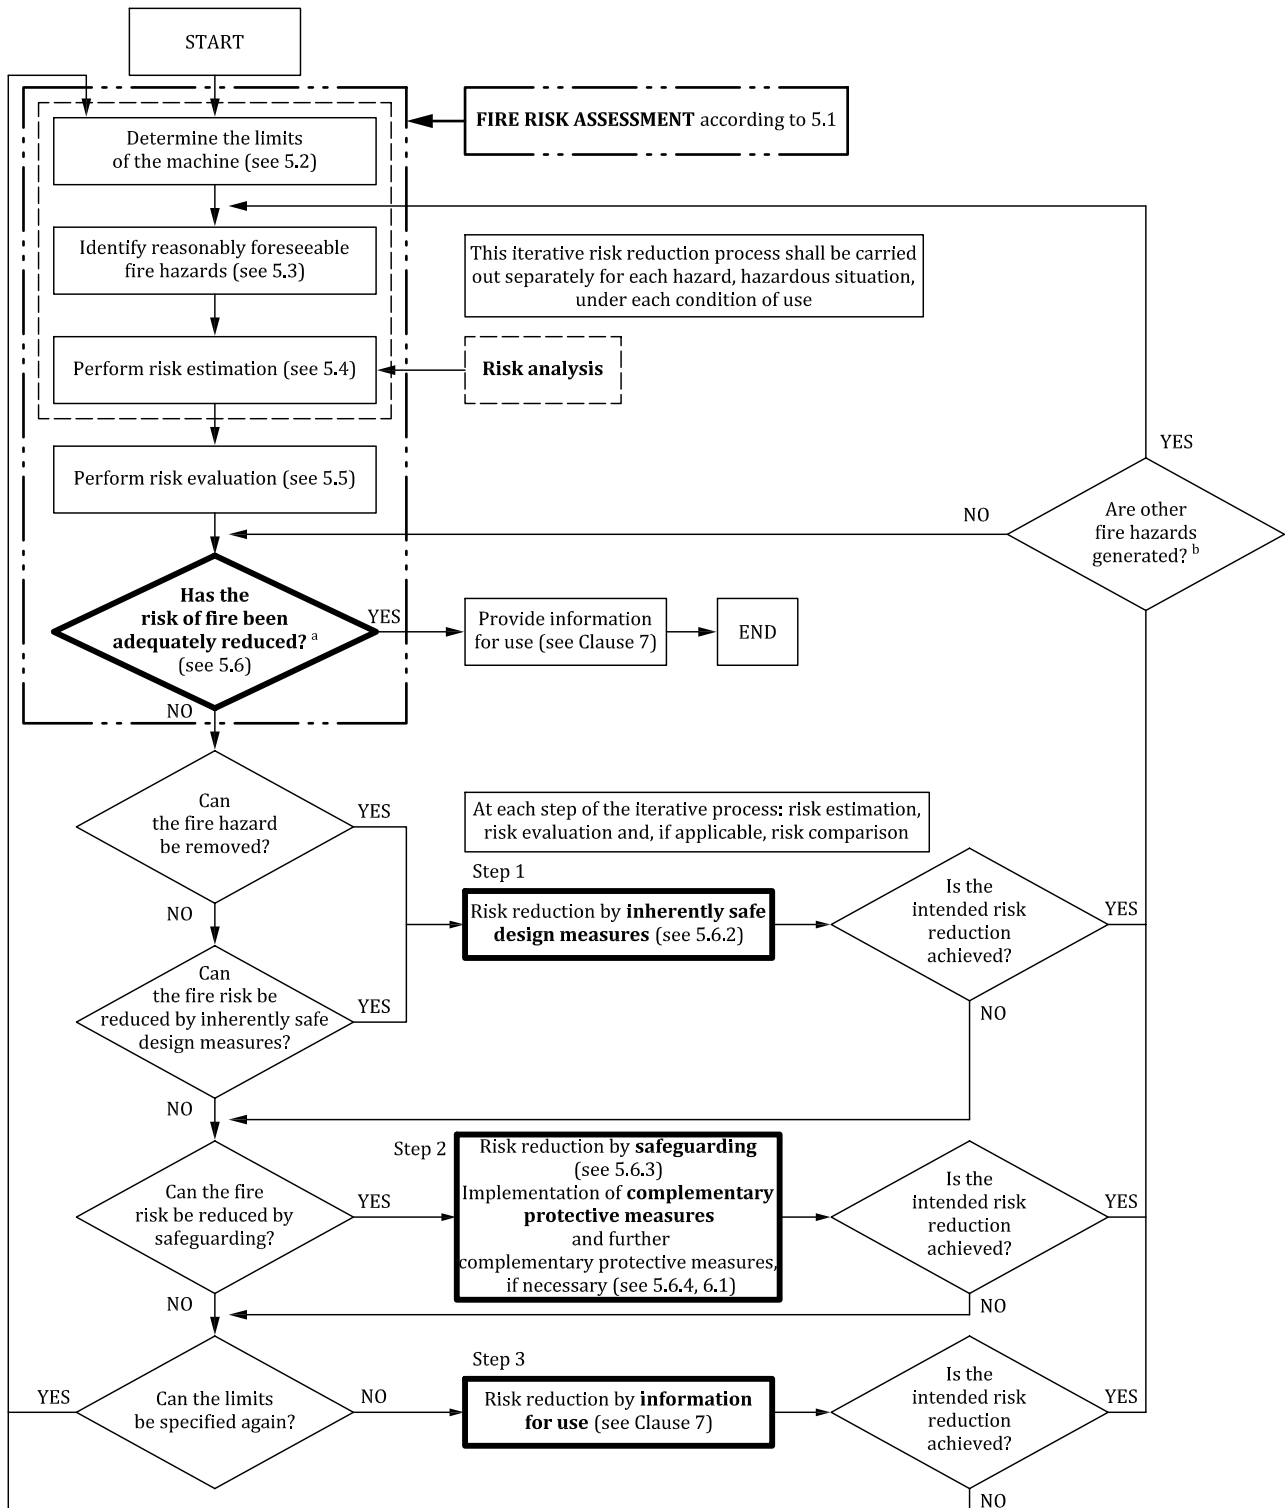 START
FIRE RISK ASSESSMENT according to 5.1
Determine the limits
of the machine (see 5.2)
Identify reasonably foreseeable
fire hazards (see 5.3)
This iterative risk reduction process shall be carried
out separately for each hazard, hazardous situation,
under each condition of use
Perform risk estimation (see 5.4)
Risk analysis
YES
Perform risk evaluation (see 5.5)
NO
Are other
fire hazards
generated? b
Has the
risk of fire been
adequately reduced? a
(see 5.6)
YES
Provide information
for use (see Clause 7)
END
NO
Can
the fire hazard
be removed?
YES
At each step of the iterative process: risk estimation,
risk evaluation and, if applicable, risk comparison
Step 1
Risk reduction by inherently safe
design measures (see 5.6.2)
Is the
intended risk
reduction
achieved?
YES
NO
NO
Can
the fire risk be
reduced by inherently safe
design measures?
YES
NO
Step 2
Risk reduction by safeguarding
(see 5.6.3)
Implementation of complementary
protective measures
and further
complementary protective measures,
if necessary (see 5.6.4, 6.1)
Can the fire
risk be reduced by
safeguarding?
YES
Is the
intended risk
reduction
achieved?
YES
NO
NO
Step 3
YES
Can the limits
be specified again?
NO
Risk reduction by information
for use (see Clause 7)
Is the
intended risk
reduction
achieved?
YES
NO